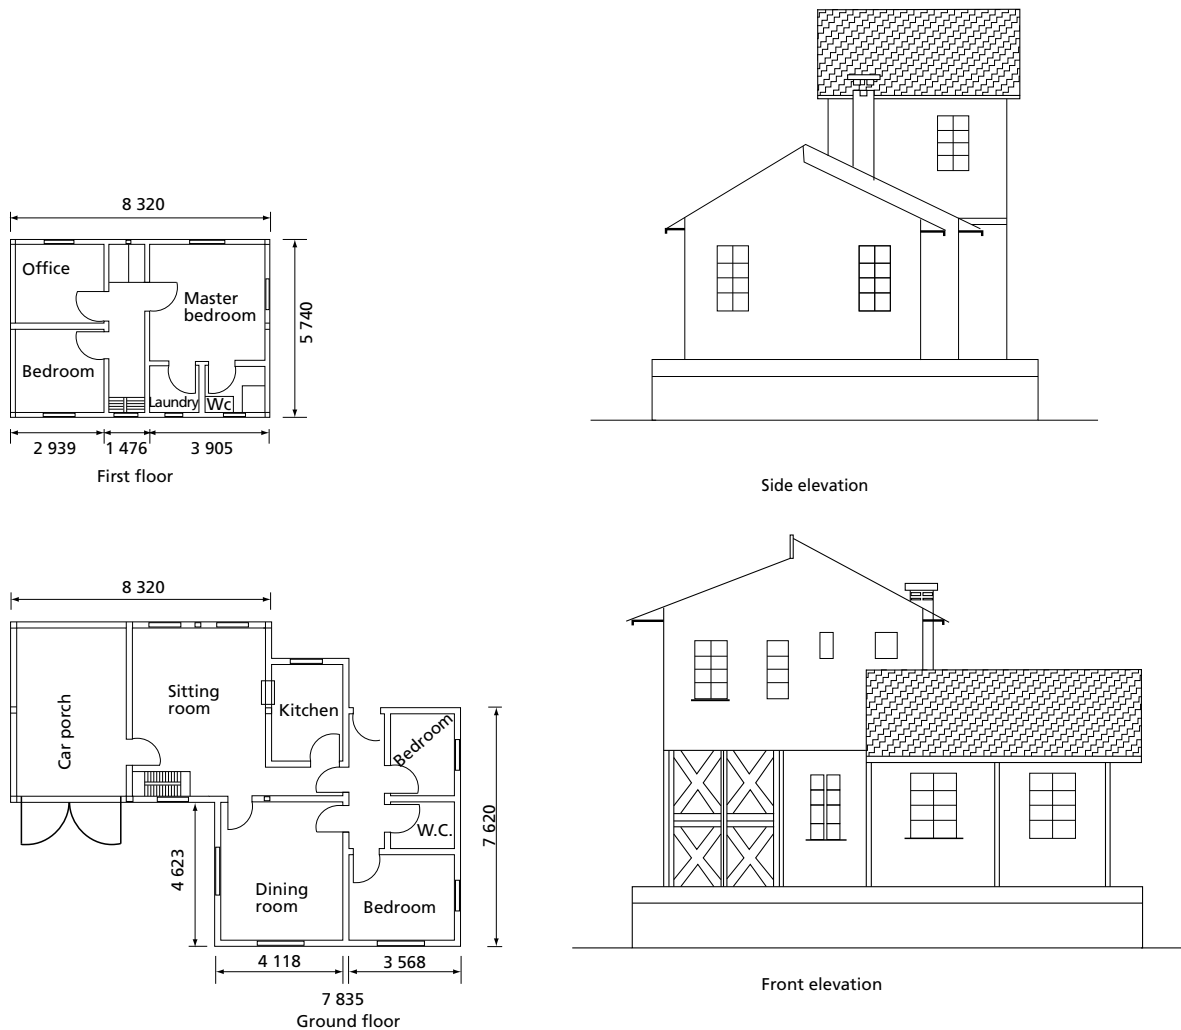 8 320
Office
Master
bedroom
5 740
Bedroom
Laundry
Wc
2 939
1 476
3 905
First floor
Side elevation
8 320
Car porch
Sitting
room
Kitchen
Bedroom
W.C.
7 620
4 623
Dining
room
Bedroom
4 118
3 568
7 835
Ground floor
Front elevation